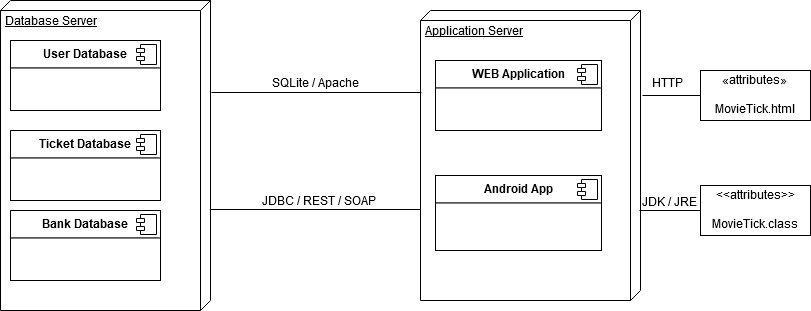 Database Server
User Database
Ticket Database
Bank Database
SQLite / Apache
JDBC / REST / SOAP
Application Server
WEB Application
Android App
HTTP
JDK / JRE
«attributes»
MovieTick.html
<<attributes>>
MovieTick.class